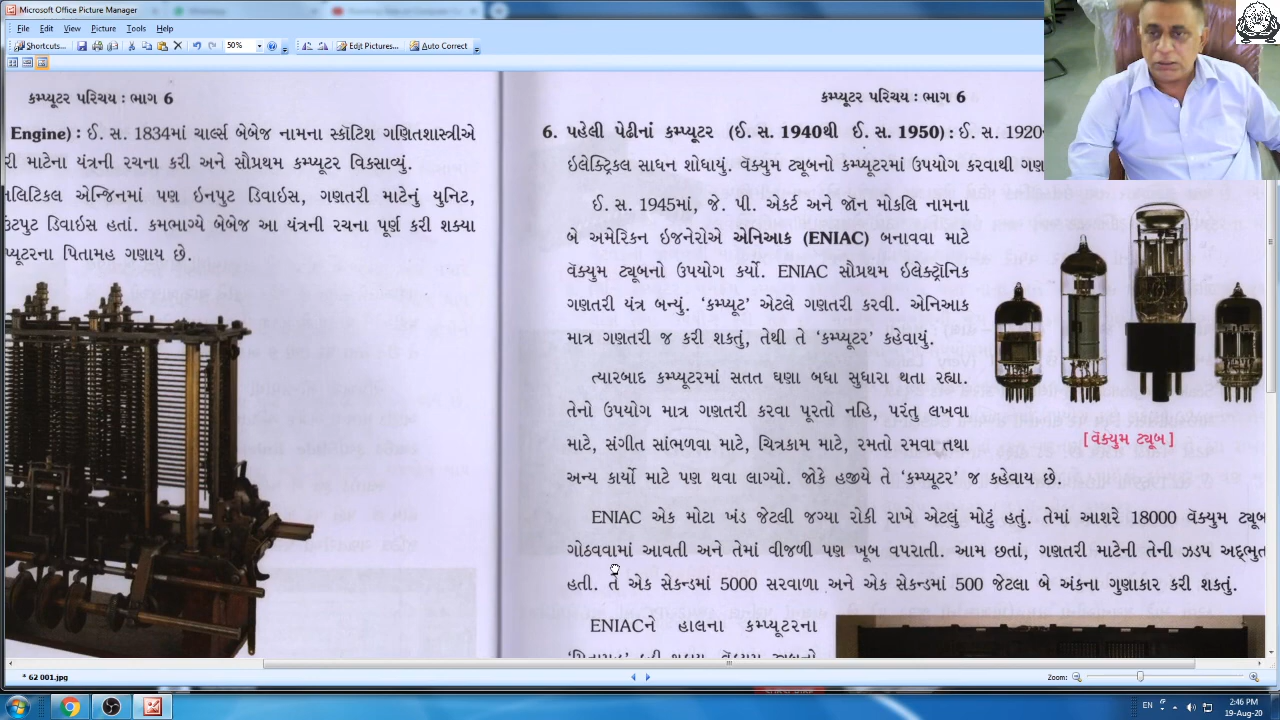 Microsoft Office Picture Manager
File Edit View Picture Tools Help
Shortcuts... 50% Edit Pictures... Auto Correct
કમ્પ્યૂટર પરિચય : ભાગ 6
Engine) : ઈ. સ. 1834માં ચાર્લ્સ બેબેજ નામના સ્કૉટિશ ગણિતશાસ્ત્રીએ
રી માટેના યંત્રની રચના કરી અને સૌપ્રથમ કમ્પ્યૂટર વિકસાવ્યું.
એન્જિનમાં પણ ઇનપુટ ડિવાઇસ, ગણતરી માટેનું યુનિટ,
ડિવાઇસ હતાં. કમભાગ્યે બેબેજ આ યંત્રની રચના પૂર્ણ કરી શક્યા
પ્યૂટરના પિતામહ ગણાય છે.
કમ્પ્યૂટર પરિચય : ભાગ 6
6. પહેલી પેઢીનાં કમ્પ્યૂટર (ઈ. સ. 1940થી ઈ. સ. 1950) : ઈ. સ. 1920
ઇલેક્ટ્રિકલ સાધન શોધાયું. વૅક્યુમ ટ્યૂબનો કમ્પ્યૂટરમાં ઉપયોગ કરવાથી ગણ
ઈ. સ. 1945માં, જે. પી. એકર્ટ અને જૉન મોકલિ નામના
બે અમેરિકન ઇજનેરોએ એનિઆક (ENIAC) બનાવવા માટે
વૅક્યુમ ટ્યૂબનો ઉપયોગ કર્યો. ENIAC સૌપ્રથમ ઇલેક્ટ્રૉનિક
ગણતરી યંત્ર બન્યું. ‘કમ્પ્યૂટ’ એટલે ગણતરી કરવી. એનિઆક
માત્ર ગણતરી જ કરી શકતું, તેથી તે ‘કમ્પ્યૂટર’ કહેવાયું.
ત્યારબાદ કમ્પ્યૂટરમાં સતત ઘણા બધા સુધારા થતા રહ્યા.
તેનો ઉપયોગ માત્ર ગણતરી કરવા પૂરતો નહિ, પરંતુ લખવા
માટે, સંગીત સાંભળવા માટે, ચિત્રકામ માટે, રમતો રમવા તથા
અન્ય કાર્યો માટે પણ થવા લાગ્યો. જોકે હજીયે તે ‘કમ્પ્યૂટર’ જ કહેવાય છે.
[વૅક્યુમ ટ્યૂબ]
ENIAC એક મોટા ખંડ જેટલી જગ્યા રોકી રાખે એટલું મોટું હતું. તેમાં આશરે 18000 વૅક્યુમ ટ્યૂબ
ગોઠવવામાં આવતી અને તેમાં વીજળી પણ ખૂબ વપરાતી. આમ છતાં, ગણતરી માટેની તેની ઝડપ અદ્ભુત
હતી. તે એક સેકન્ડમાં 5000 સરવાળા અને એક સેકન્ડમાં 500 જેટલા બે અંકના ગુણાકાર કરી શકતું.
ENIACને હાલના કમ્પ્યૂટરના
* 62 001.jpg Zoom:
EN 2:46 PM
19-Aug-20